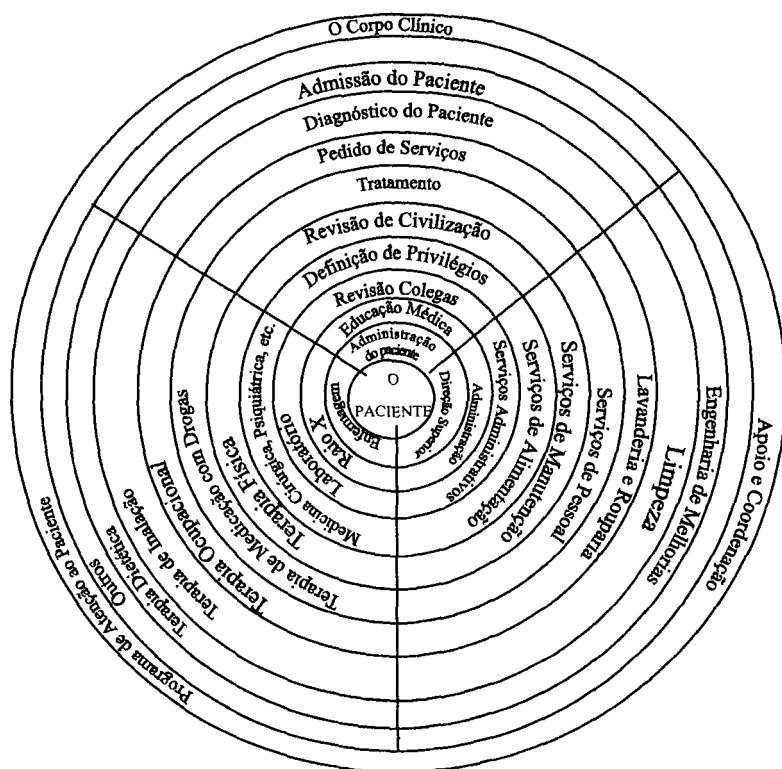 O Corpo Clínico
Admissão do Paciente
Diagnóstico do Paciente
Pedido de Serviços
Tratamento
Revisão de Civilização
Definição de Privilégios
Revisão Colegas
Educação Médica
Administração
do paciente
O
PACIENTE
Direção Superior
Administração
Serviços Administrativos
Serviços de Alimentação
Serviços de Manutenção
Serviços de Pessoal
Lavanderia e Rouparia
Limpeza
Engenharia de Melhorias
Apoio e Coordenação
Enfermagem
Raio X
Laboratório
Medicina Cirúrgica, Psiquiátrica, etc.
Terapia Física
Terapia de Medicação com Drogas
Terapia Ocupacional
Terapia de Inalação
Terapia Dietética
Outros
Programa de Atenção ao Paciente